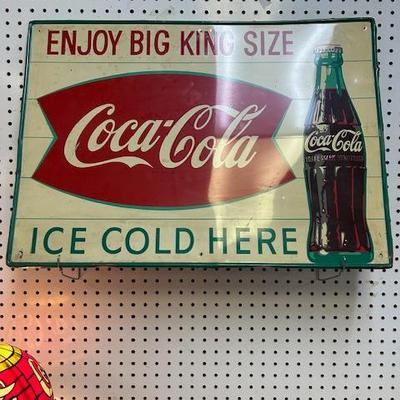 ENJOY BIG KING SIZE
Coca-Cola
Coca-Cola
ICE COLD HERE